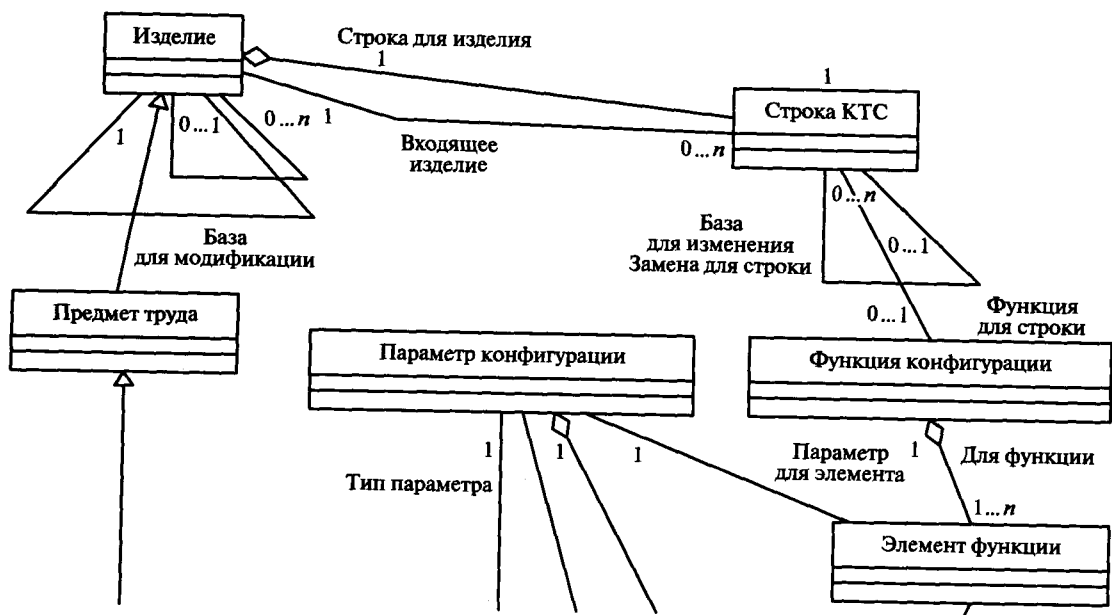 Изделие
Строка для изделия
1
1
Строка КТС
1
0...1
0...n
1
Входящее
изделие
0...n
0...n
База
для изменения
Замена для строки
0...1
База
для модификации
Предмет труда
0...1
Функция
для строки
Параметр конфигурации
Функция конфигурации
1
1
1
Параметр
для элемента
1
Для функции
Тип параметра
1...n
Элемент функции